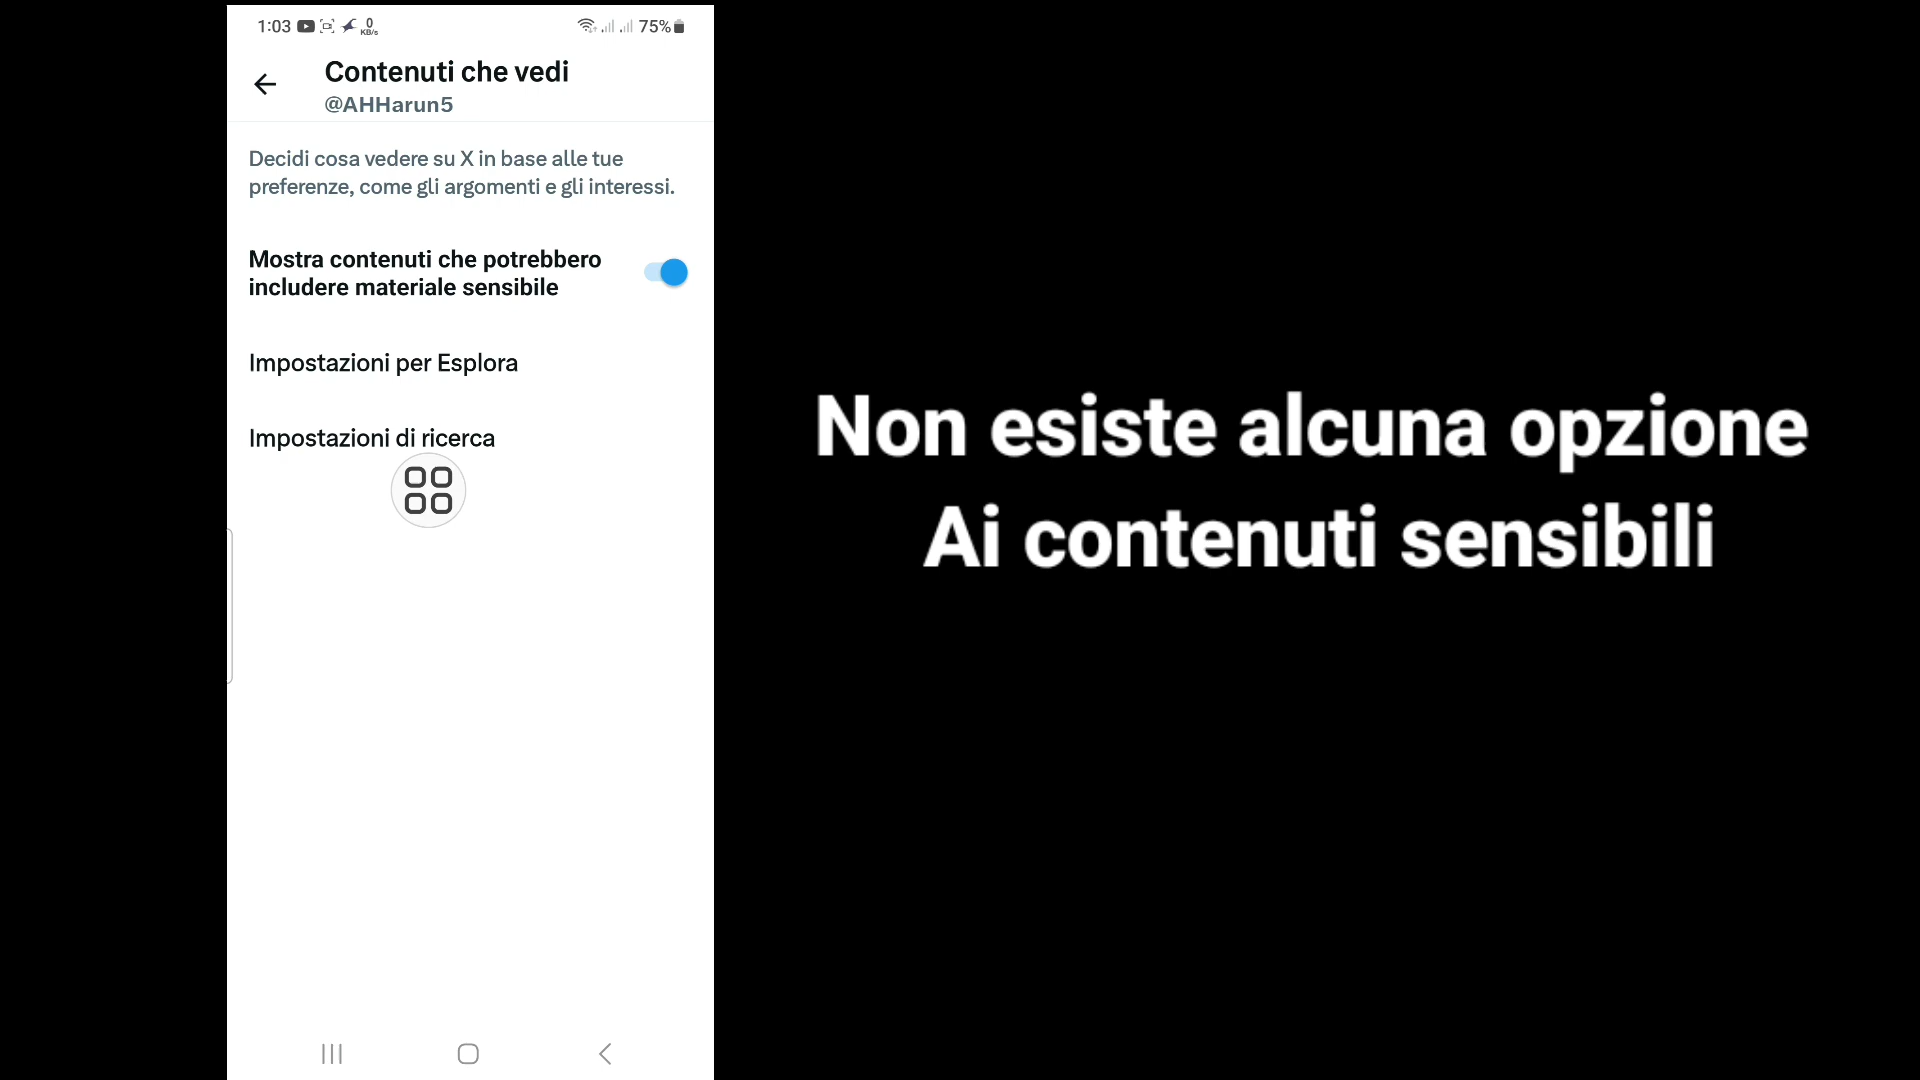 1:03
0
KB/s
75%
Contenuti che vedi
@AHHarun5
Decidi cosa vedere su X in base alle tue
preferenze, come gli argomenti e gli interessi.
Mostra contenuti che potrebbero
includere materiale sensibile
Impostazioni per Esplora
Impostazioni di ricerca
Non esiste alcuna opzione
Ai contenuti sensibili